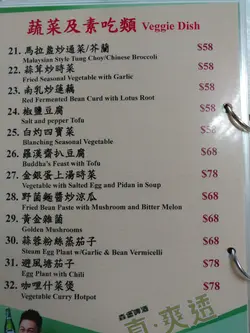 蔬菜及素吃類 Veggie Dish
21. 馬拉盞炒通菜/芥蘭 $58
Malaysian Style Tung Choy/Chinese Broccoli
22. 蒜茸炒時菜 $58
Fried Seasonal Vegetable with Garlic
23. 南乳炒蓮藕 $58
Red Fermented Bean Curd with Lotus Root
24. 椒鹽豆腐 $58
Salt and pepper Tofu
25. 白灼四寶菜 $58
Blanching Seasonal Vegetable
26. 羅漢齋扒豆腐 $68
Buddha's Feast with Tofu
27. 金銀蛋上湯時菜 $78
Vegetable with Salted Egg and Pidan in Soup
28. 野菌麵醬炒涼瓜 $68
Fried Bean Paste with Mushroom and Bitter Melon
29. 黃金雜菌 $68
Golden Mushrooms
30. 蒜蓉粉絲蒸茄子 $68
Steam Egg Plant w/Garlic & Bean Vermicelli
31. 避風塘茄子 $78
Egg Plant with Chili
32. 咖喱什菜煲 $78
Vegetable Curry Hotpot
真·爽透